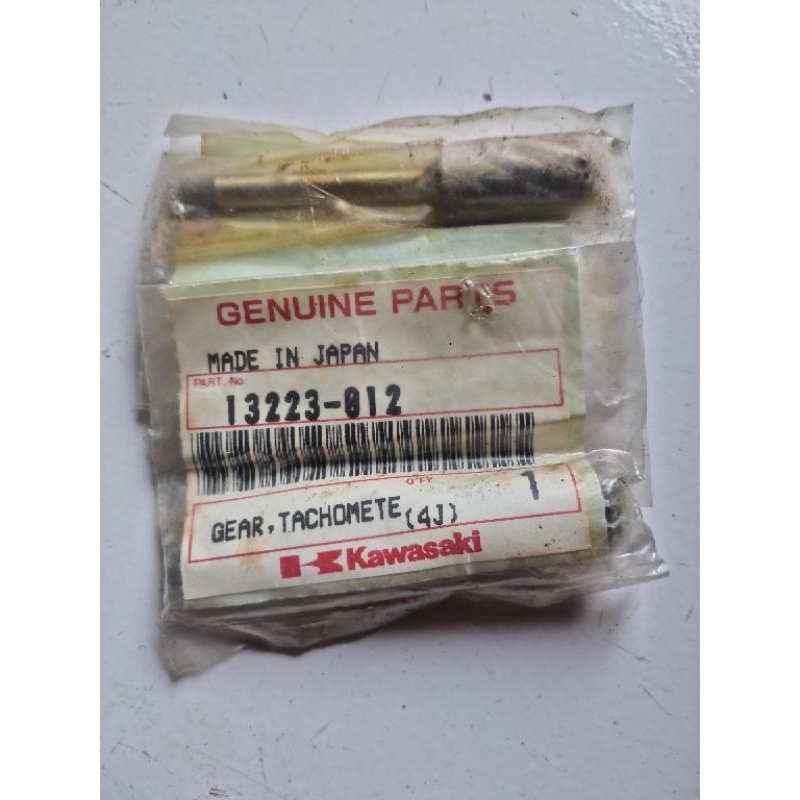 GENUINE PARTS
MADE IN JAPAN
PART. No.
13223-012
Q'TY
1
GEAR, TACHOMETE (4J)
Kawasaki